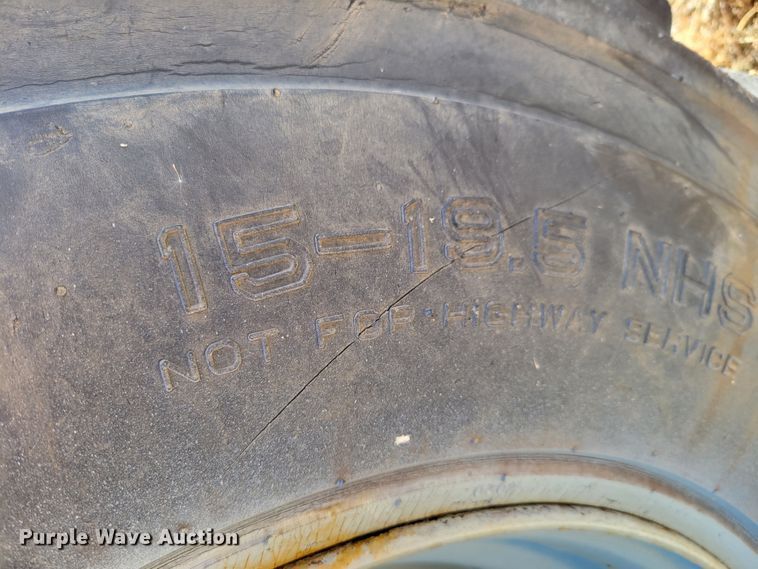 15-19.5 NHS
NOT FOR HIGHWAY SERVICE
Purple Wave Auction